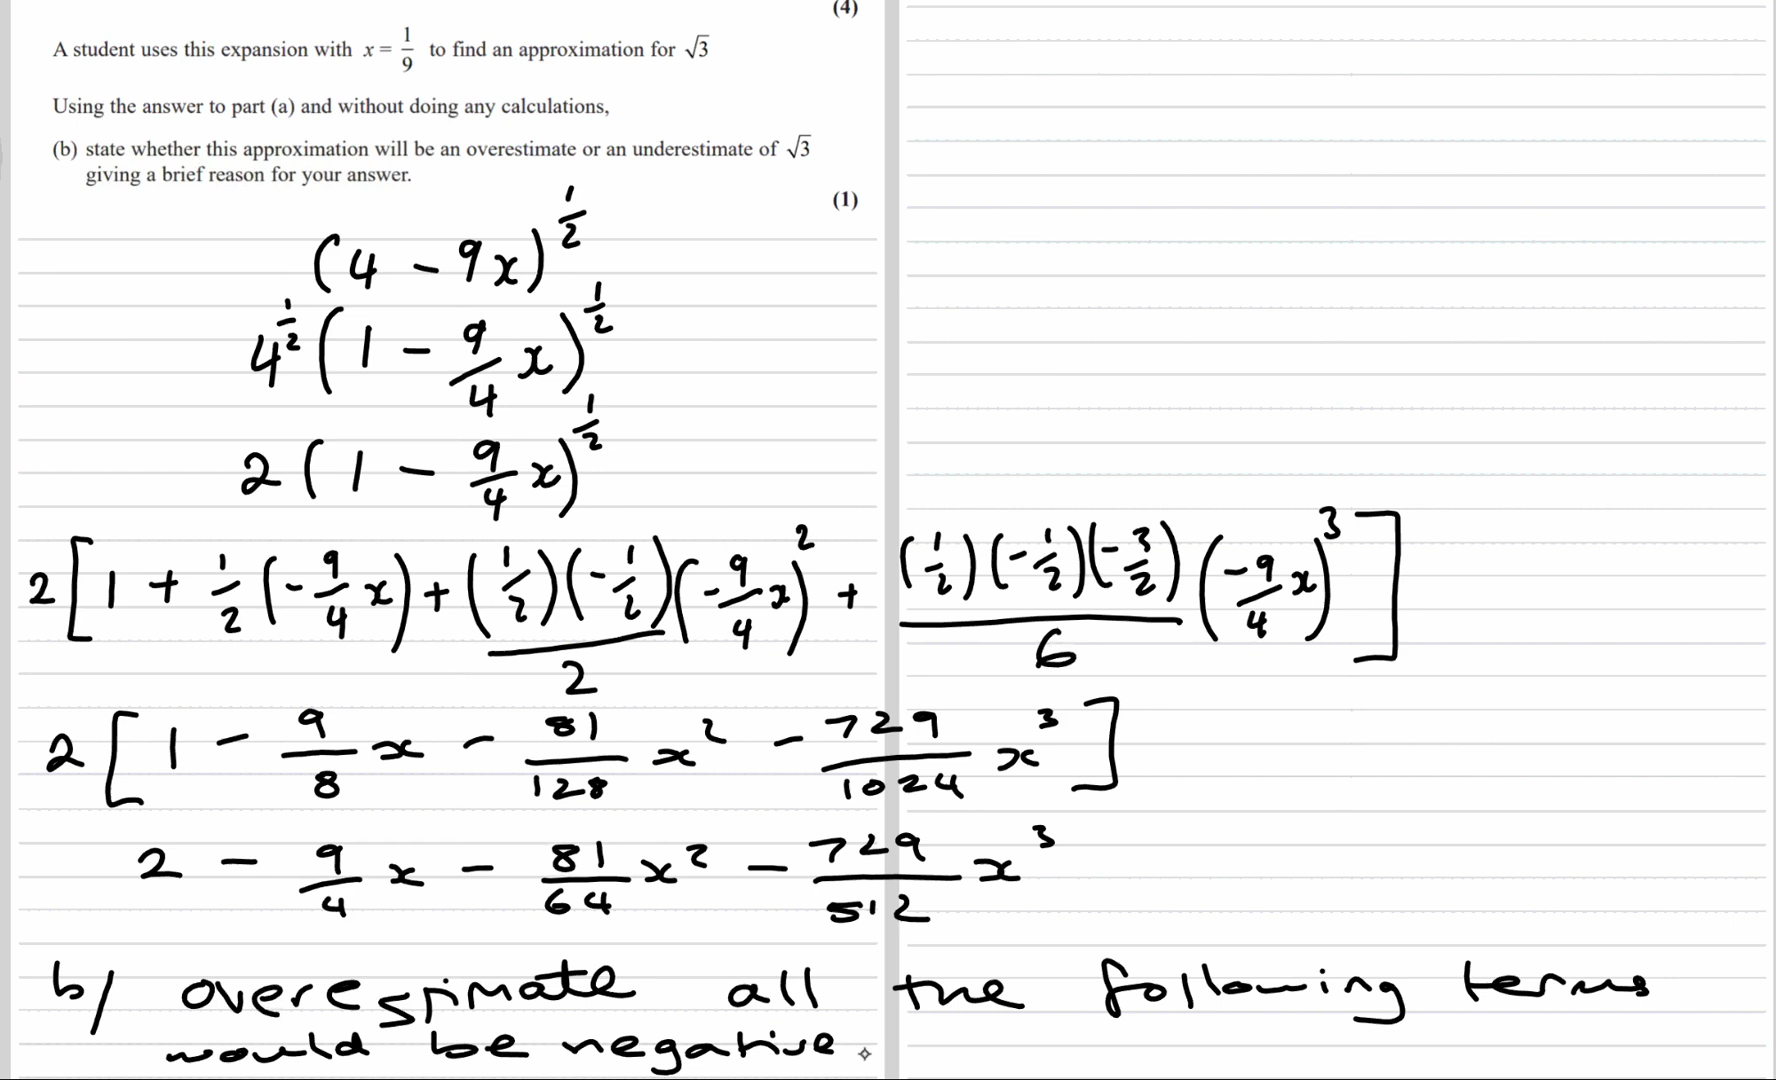 (4)
A student uses this expansion with x = 1/9 to find an approximation for √3
Using the answer to part (a) and without doing any calculations,
(b) state whether this approximation will be an overestimate or an underestimate of √3
giving a brief reason for your answer.
(1)
(4 - 9x)^(1/2)
4^(1/2) (1 - 9/4 x)^(1/2)
2 (1 - 9/4 x)^(1/2)
2 [1 + 1/2 (-9/4 x) + (1/2)(-1/2)/2 (-9/4 x)^2 + (1/2)(-1/2)(-3/2)/6 (-9/4 x)^3]
2 [1 - 9/8 x - 81/128 x^2 - 729/1024 x^3]
2 - 9/4 x - 81/64 x^2 - 729/512 x^3
b/ overestimate all the following terms
would be negative